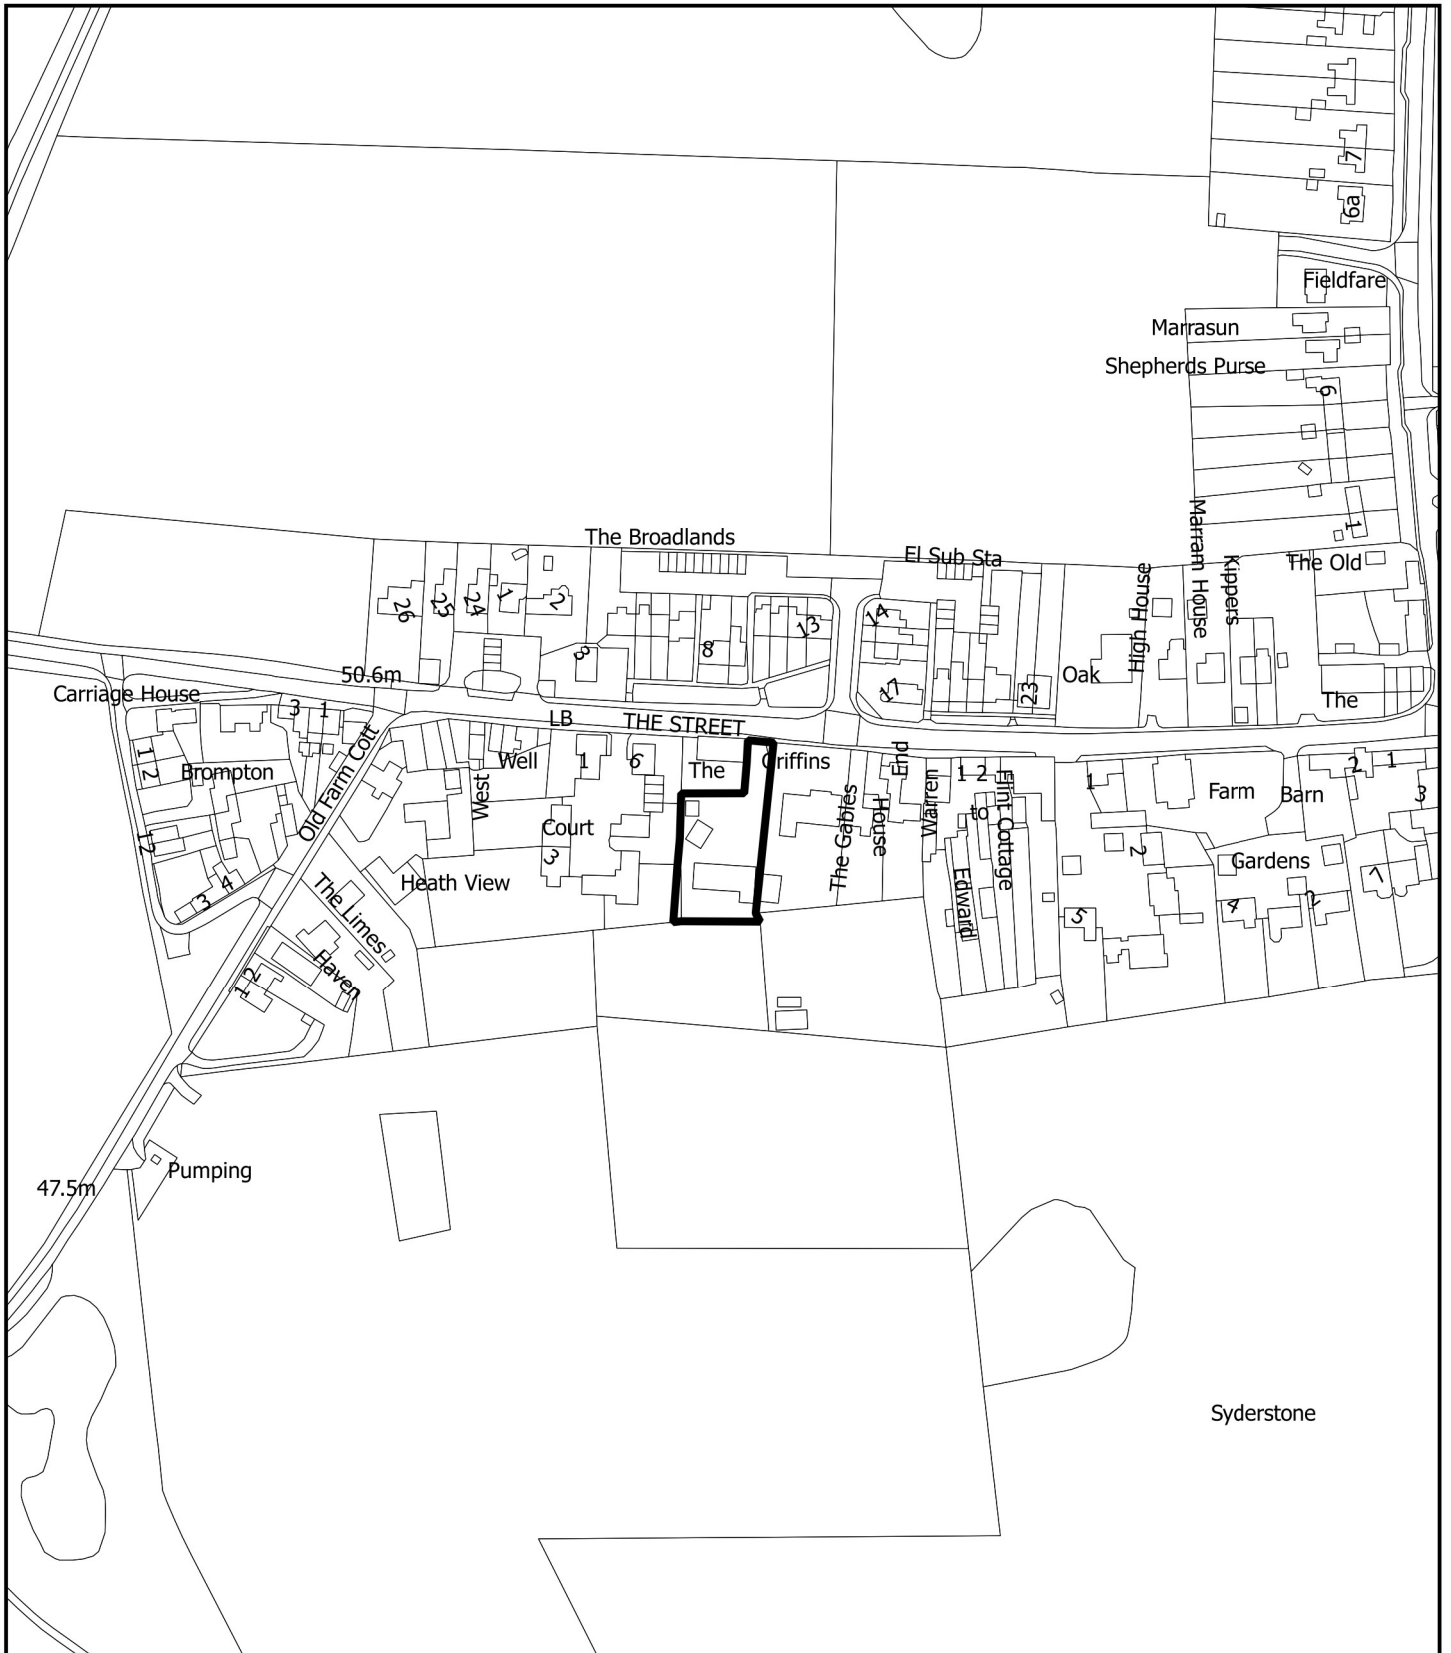 7
6a
Fieldfare
Marrasun
Shepherds Purse
6
1
The Broadlands
El Sub Sta
Marram House
Kippers
High House
The Old
26
25
24
1
2
3
8
13
14
17
23
Oak
The
50.6m
Carriage House
3
1
LB
THE STREET
1
2
Brompton
Old Farm Cott
12
3
4
West
Well
1
6
The
Griffins
End
Court
3
Heath View
The Gables
House
Warren
1 2
to
Flint Cottage
Edward
1
Farm
Barn
2
1
3
2
Gardens
5
4
2
7
The Limes
Haven
1 2
Pumping
47.5m
Syderstone